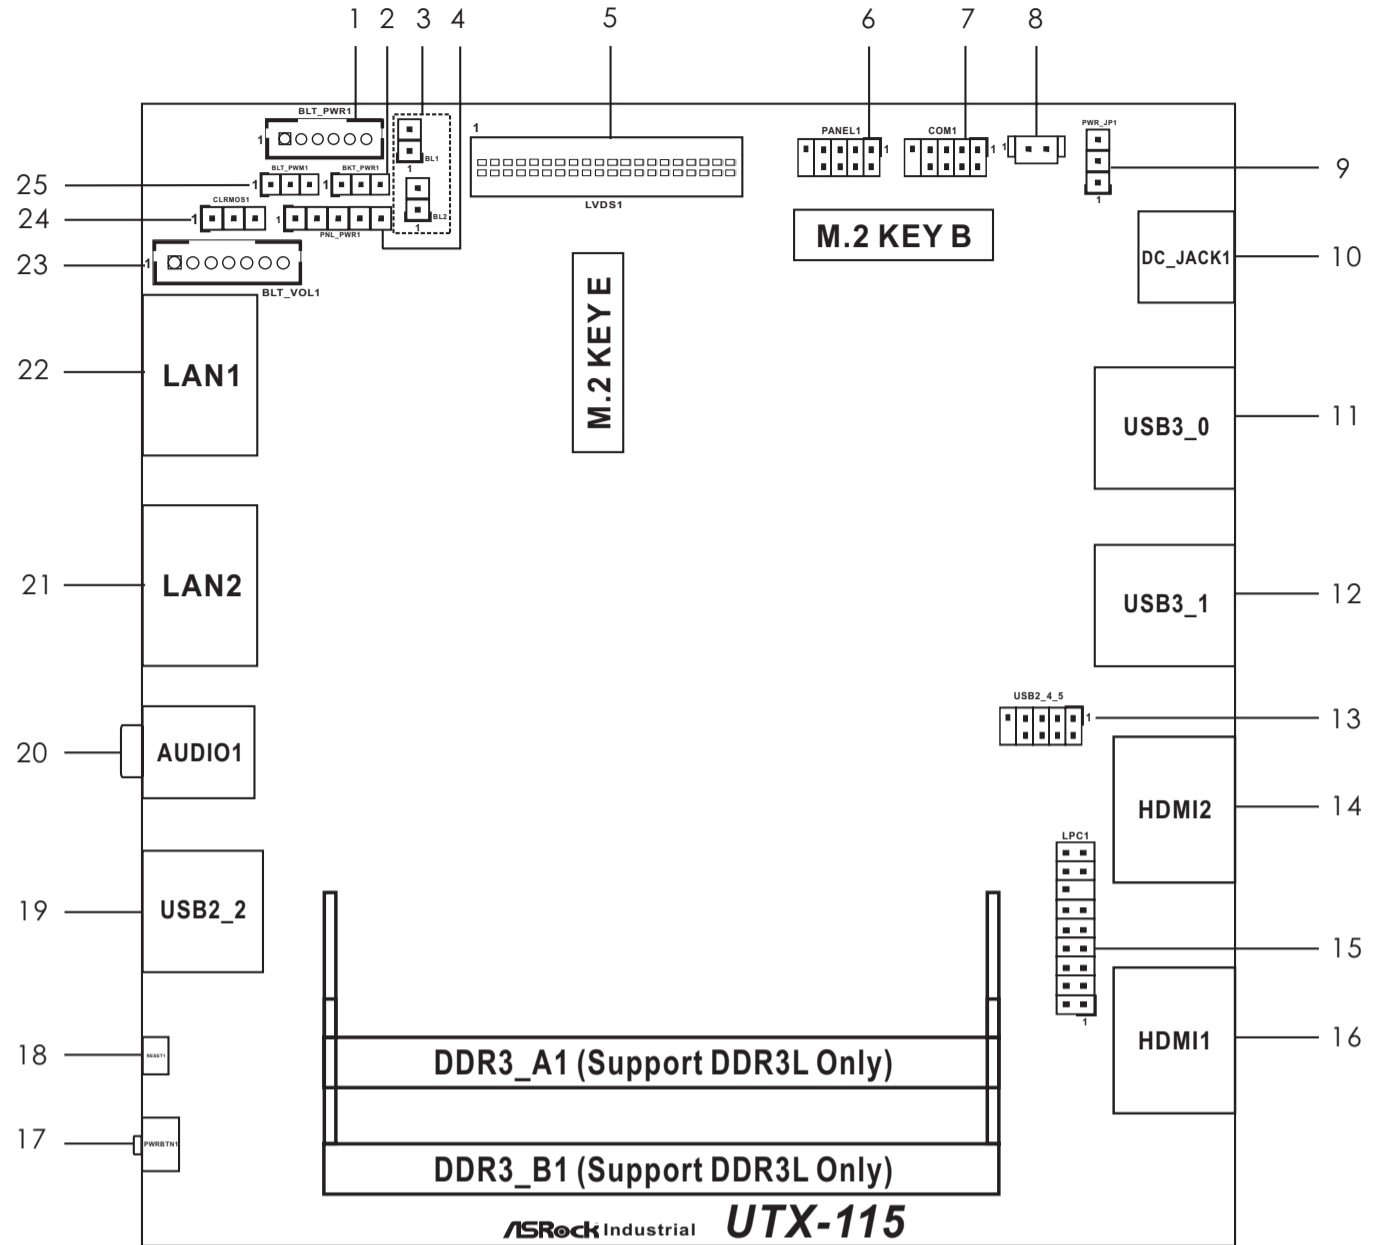 1 2 3 4 5 6 7 8
BLT_PWR1
1
BL1
1
BL2
1
1
LVDS1
PANEL1
1
COM1
1
1
PWR_JP1
1
9
25
BLT_PWM1
1
BKT_PWR1
1
24
CLRMOS1
1
1
PNL_PWR1
M.2 KEY B
23
1
BLT_VOL1
M.2 KEY E
DC_JACK1
10
22
LAN1
USB3_0
11
21
LAN2
USB3_1
12
USB2_4_5
1
13
20
AUDIO1
HDMI2
14
LPC1
1
15
19
USB2_2
HDMI1
16
18
RESET1
DDR3_A1 (Support DDR3L Only)
17
PWRBTN1
DDR3_B1 (Support DDR3L Only)
ASRock Industrial UTX-115